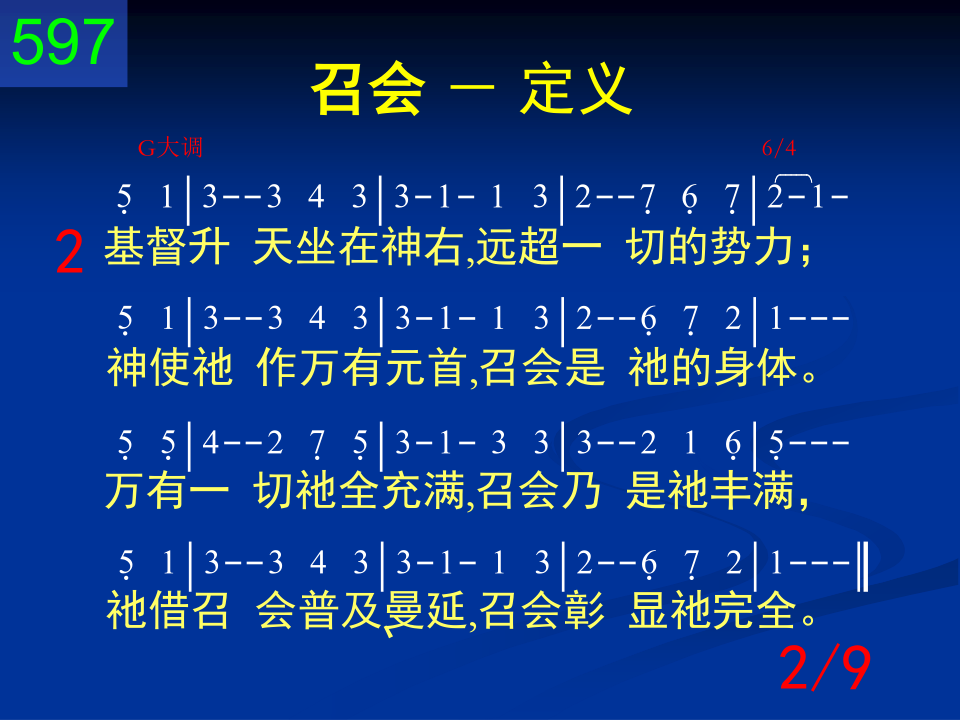 597
召会 － 定义
G大调 6/4
5̣ 1|3--3 4 3|3-1- 1 3|2--7̣ 6̣ 7̣|2-1-
2 基督升 天坐在神右,远超一 切的势力；
5̣ 1|3--3 4 3|3-1- 1 3|2--6̣ 7̣ 2|1---
神使祂 作万有元首,召会是 祂的身体。
5̣ 5̣|4--2 7̣ 5̣|3-1- 3 3|3--2 1 6̣|5̣---
万有一 切祂全充满,召会乃 是祂丰满，
5̣ 1|3--3 4 3|3-1- 1 3|2--6̣ 7̣ 2|1---‖
祂借召 会普及、曼延,召会彰 显祂完全。
2/9